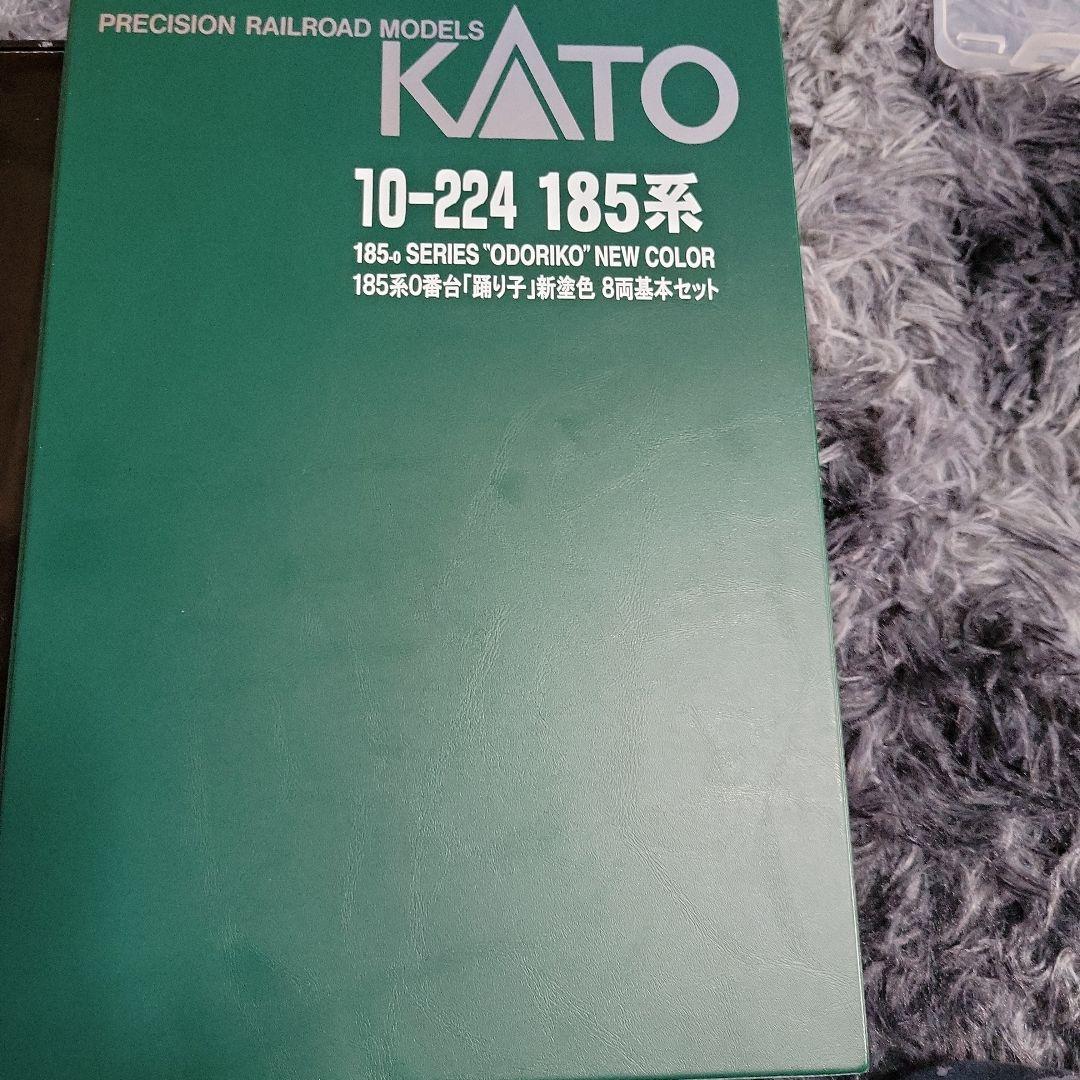 PRECISION RAILROAD MODELS
KATO
10-224 185系
185-0 SERIES "ODORIKO" NEW COLOR
185系0番台「踊り子」新塗色 8両基本セット